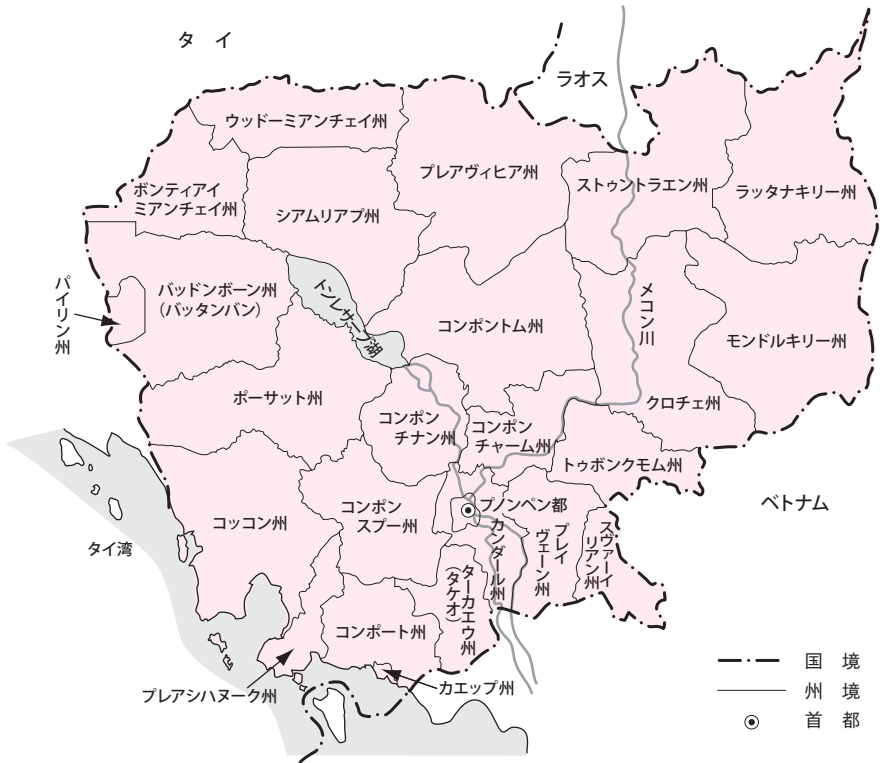 タイ
ラオス
ウッドーミアンチェイ州
プレアヴィヒア州
ストゥントラエン州
ラッタナキリー州
ボンティアイ
ミアンチェイ州
シアムリアプ州
パイリン州
バッドンボーン州
（バッタンバン）
トンレサープ湖
メコン川
コンポントム州
モンドルキリー州
ポーサット州
クロチェ州
コンポン
チナン州
コンポン
チャーム州
トゥボンクモム州
コッコン州
コンポン
スプー州
プノンペン都
カンダール州
プレイ
ヴェーン州
スヴァーイ
リアン州
ベトナム
タイ湾
ターカエウ州
（タケオ）
コンポート州
プレアシハヌーク州
カエップ州
国境
州境
首都